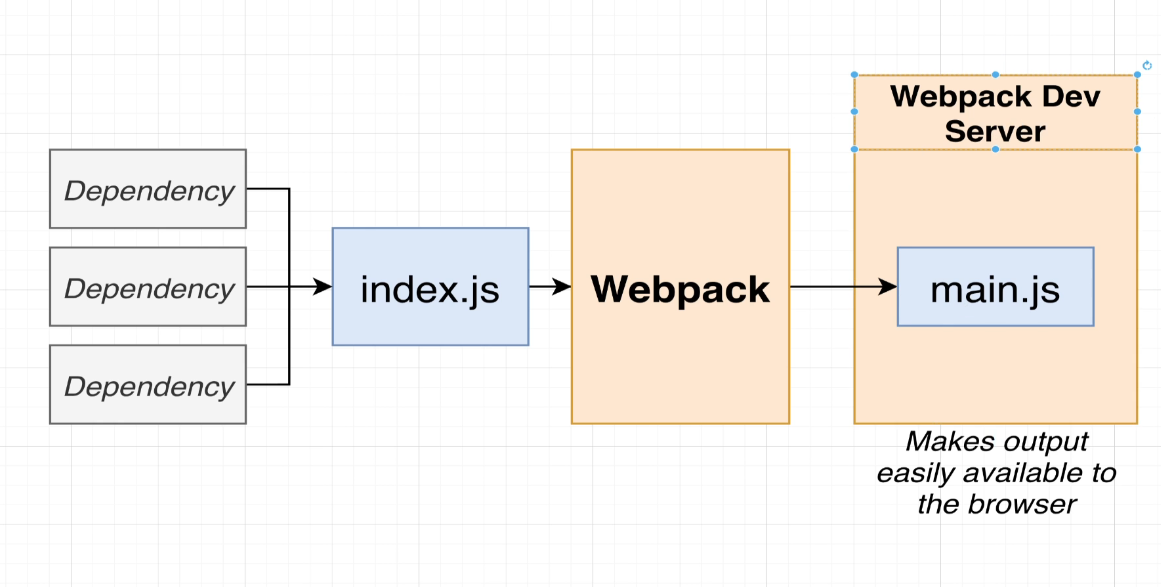 Webpack Dev
Server
Dependency
Dependency
Dependency
index.js
Webpack
main.js
Makes output
easily available to
the browser